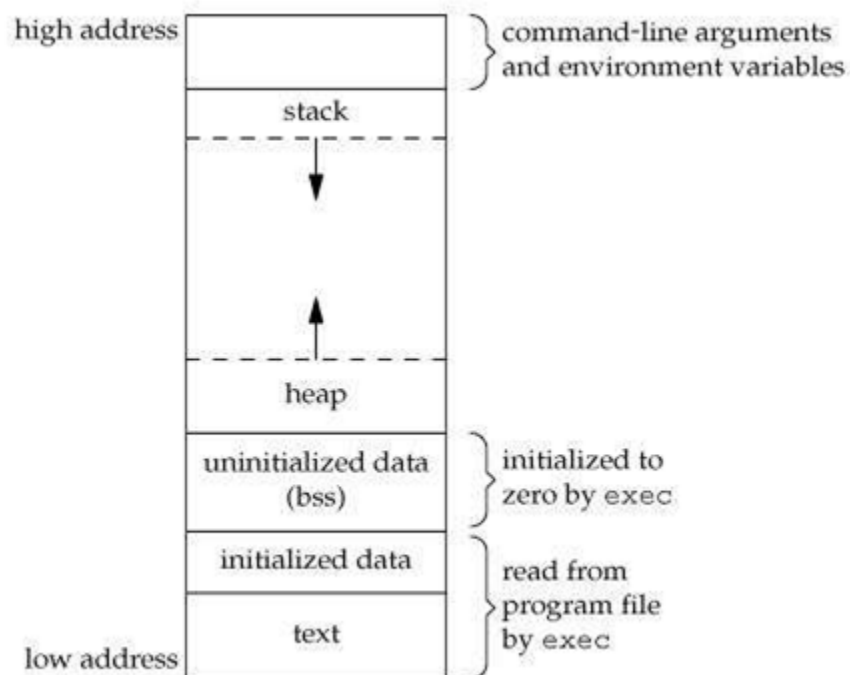 high address
command-line arguments
and environment variables
stack
heap
uninitialized data
(bss)
initialized to
zero by exec
initialized data
read from
program file
by exec
text
low address